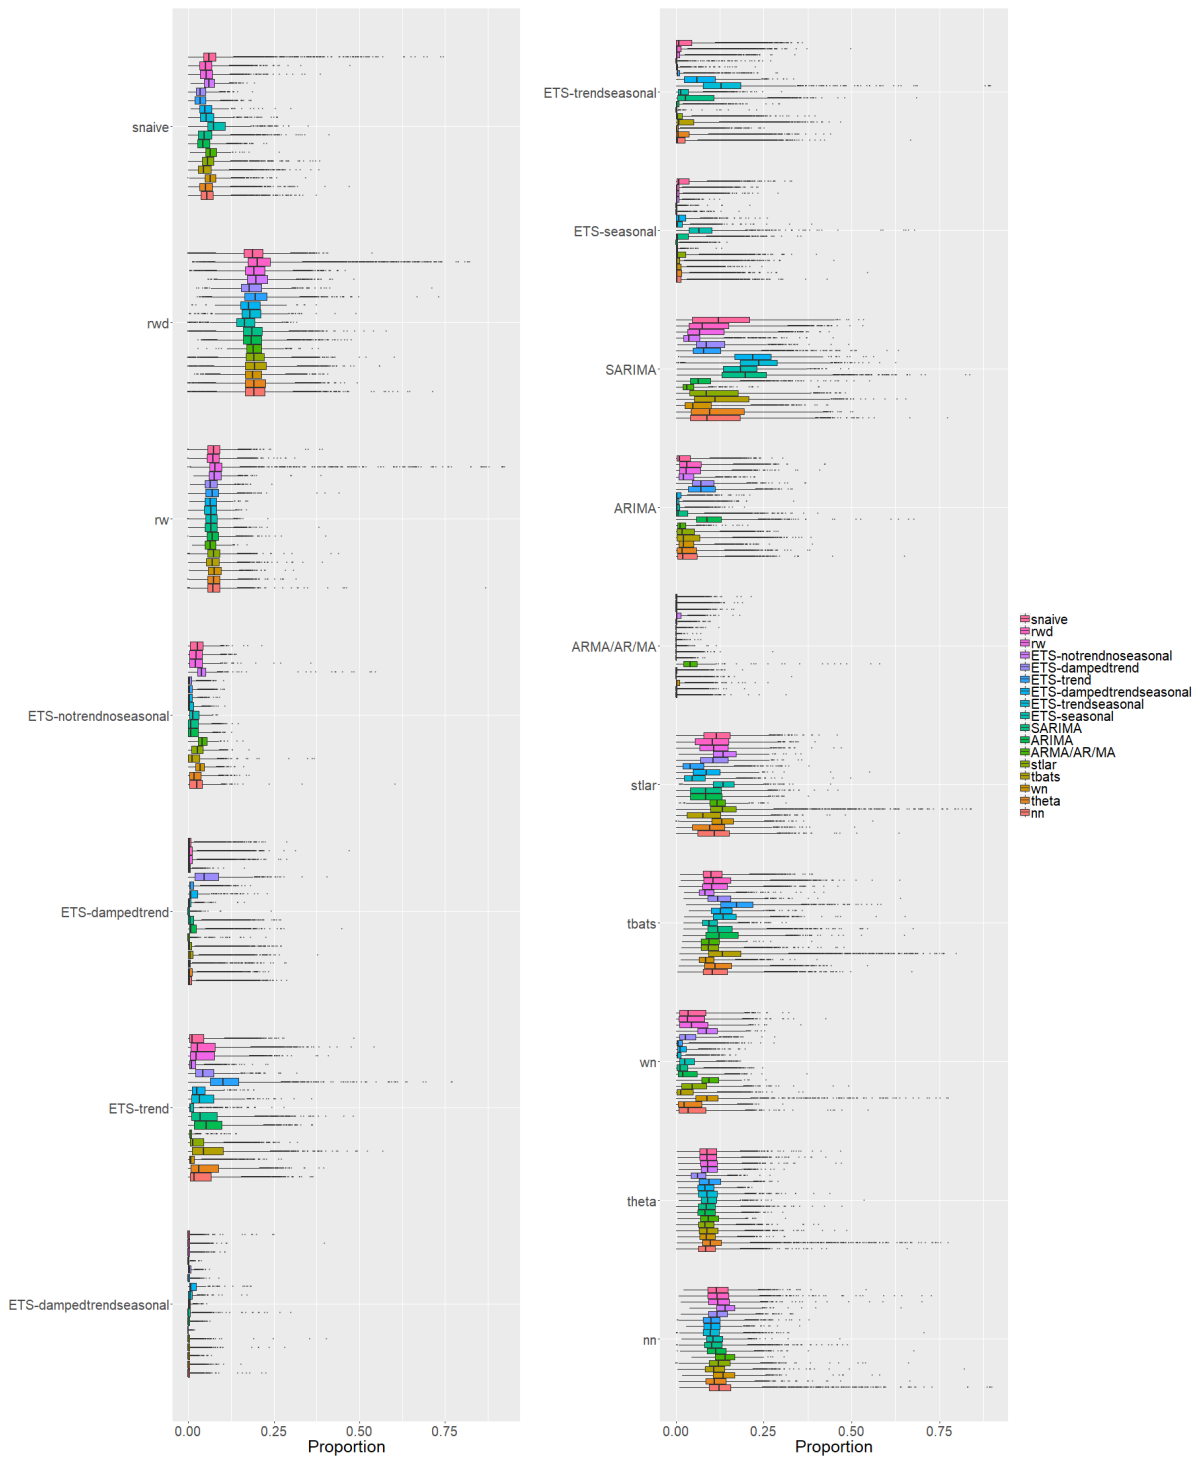 snaive
rwd
rw
ETS-notrendnoseasonal
ETS-dampedtrend
ETS-trend
ETS-dampedtrendseasonal
0.00 0.25 0.50 0.75
Proportion
ETS-trendseasonal
ETS-seasonal
SARIMA
ARIMA
ARMA/AR/MA
stlar
tbats
wn
theta
nn
0.00 0.25 0.50 0.75
Proportion
snaive
rwd
rw
ETS-notrendnoseasonal
ETS-dampedtrend
ETS-trend
ETS-dampedtrendseasonal
ETS-trendseasonal
ETS-seasonal
SARIMA
ARIMA
ARMA/AR/MA
stlar
tbats
wn
theta
nn